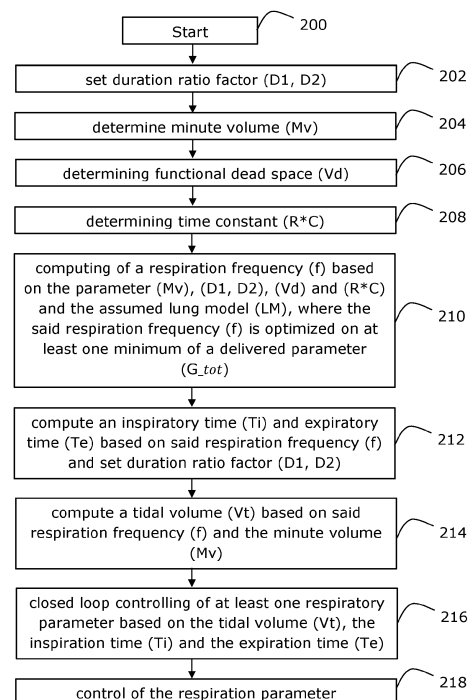 Start
200
set duration ratio factor (D1, D2)
202
determine minute volume (Mv)
204
determining functional dead space (Vd)
206
determining time constant (R*C)
208
computing of a respiration frequency (f) based
on the parameter (Mv), (D1, D2), (Vd) and (R*C)
and the assumed lung model (LM), where the
said respiration frequency (f) is optimized on at
least one minimum of a delivered parameter
(G_tot)
210
compute an inspiratory time (Ti) and expiratory
time (Te) based on said respiration frequency (f)
and set duration ratio factor (D1, D2)
212
compute a tidal volume (Vt) based on said
respiration frequency (f) and the minute volume
(Mv)
214
closed loop controlling of at least one respiratory
parameter based on the tidal volume (Vt), the
inspiration time (Ti) and the expiration time (Te)
216
control of the respiration parameter
218